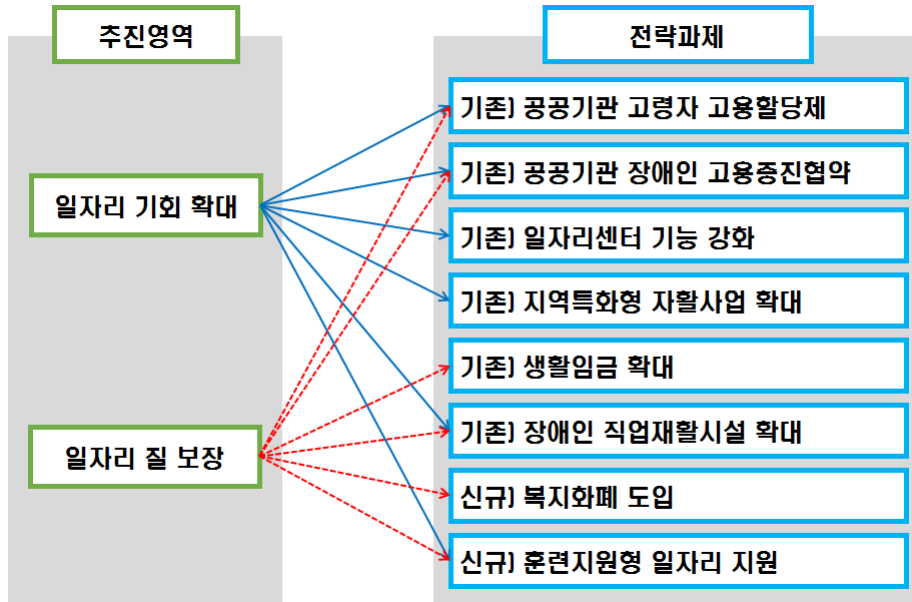 추진영역
전략과제
일자리 기회 확대
일자리 질 보장
기존) 공공기관 고령자 고용할당제
기존) 공공기관 장애인 고용증진협약
기존) 일자리센터 기능 강화
기존) 지역특화형 자활사업 확대
기존) 생활임금 확대
기존) 장애인 직업재활시설 확대
신규) 복지화폐 도입
신규) 훈련지원형 일자리 지원